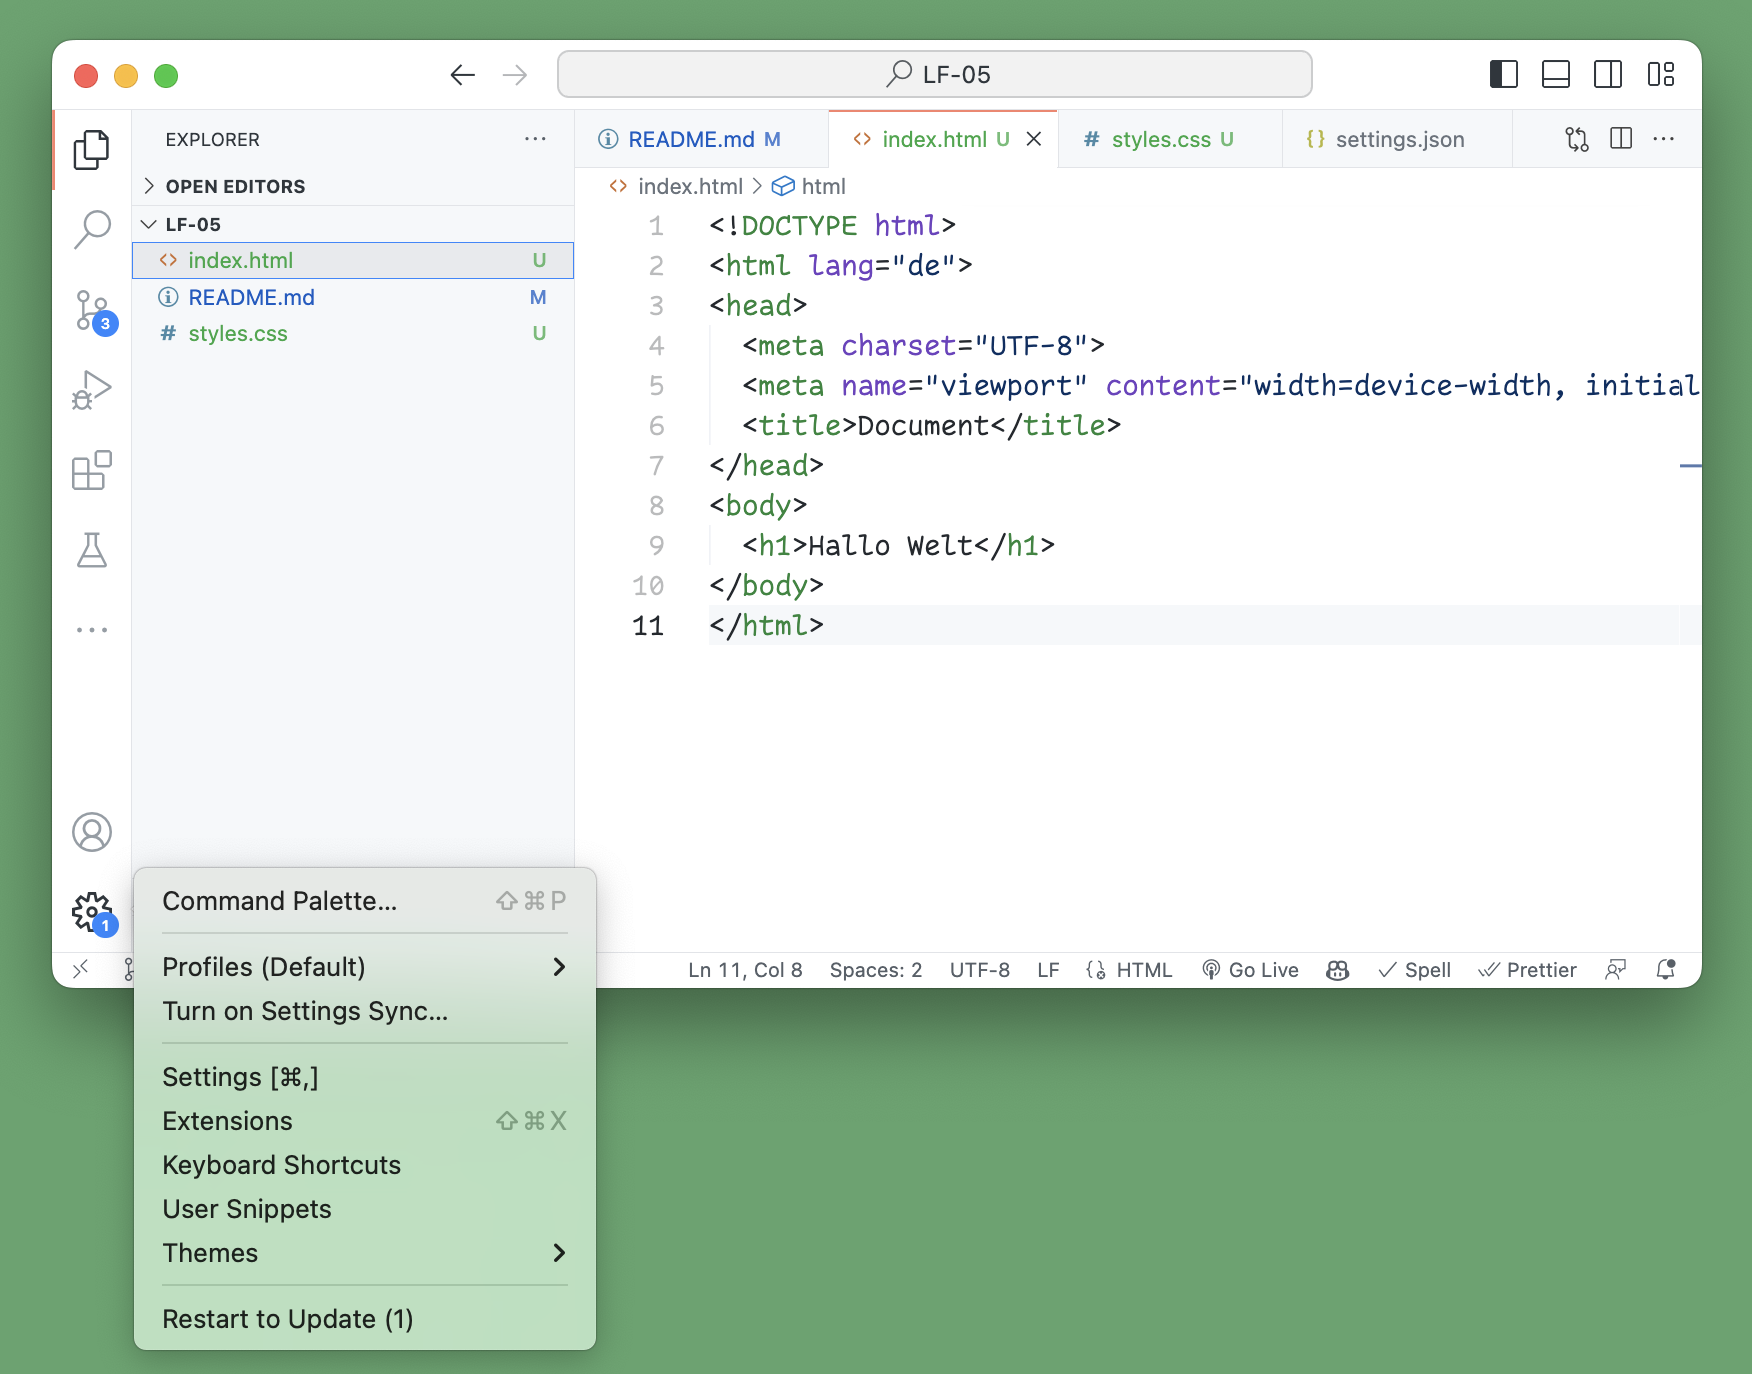 LF-05
EXPLORER ...
README.md M
index.html U
styles.css U
{} settings.json
...
OPEN EDITORS
LF-05
<> index.html U
README.md M
# styles.css U
3
...
1
<> index.html > html
1 <!DOCTYPE html>
2 <html lang="de">
3 <head>
4 <meta charset="UTF-8">
5 <meta name="viewport" content="width=device-width, initial
6 <title>Document</title>
7 </head>
8 <body>
9 <h1>Hallo Welt</h1>
10 </body>
11 </html>
Command Palette... ⇧⌘P
Profiles (Default) >
Turn on Settings Sync...
Settings [⌘,]
Extensions ⇧⌘X
Keyboard Shortcuts
User Snippets
Themes >
Restart to Update (1)
Ln 11, Col 8 Spaces: 2 UTF-8 LF HTML Go Live Spell Prettier